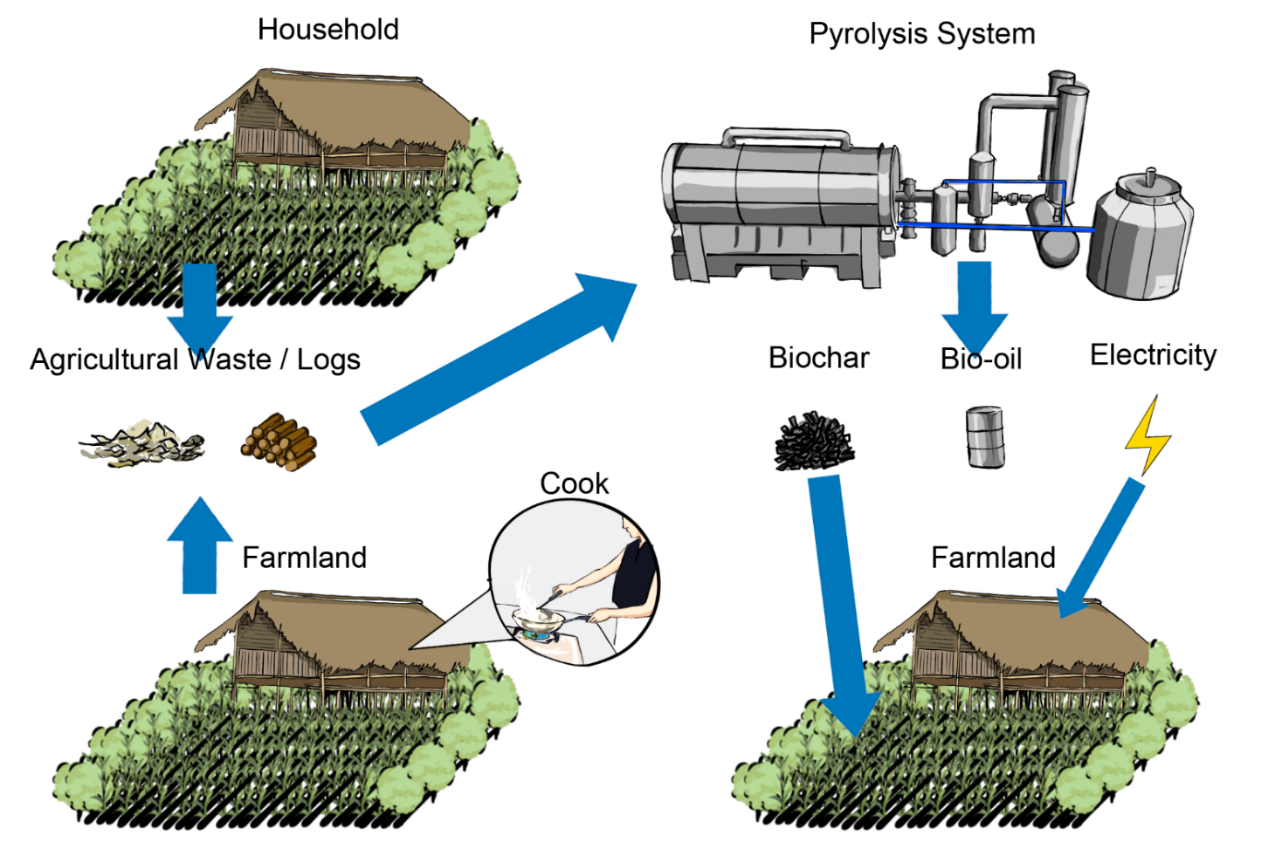 Household
Pyrolysis System
Agricultural Waste / Logs
Biochar
Bio-oil
Electricity
Cook
Farmland
Farmland